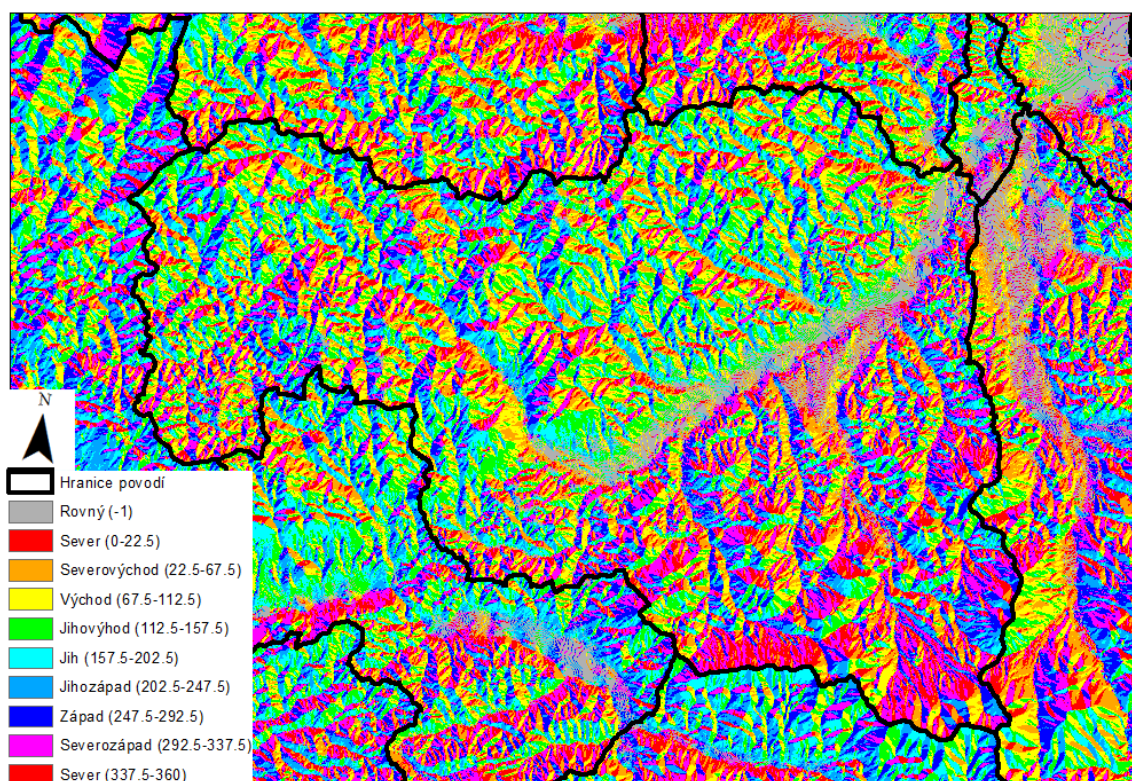 N
Hranice povodí
Rovný (-1)
Sever (0-22.5)
Severovýchod (22.5-67.5)
Východ (67.5-112.5)
Jihovýhod (112.5-157.5)
Jih (157.5-202.5)
Jihozápad (202.5-247.5)
Západ (247.5-292.5)
Severozápad (292.5-337.5)
Sever (337.5-360)